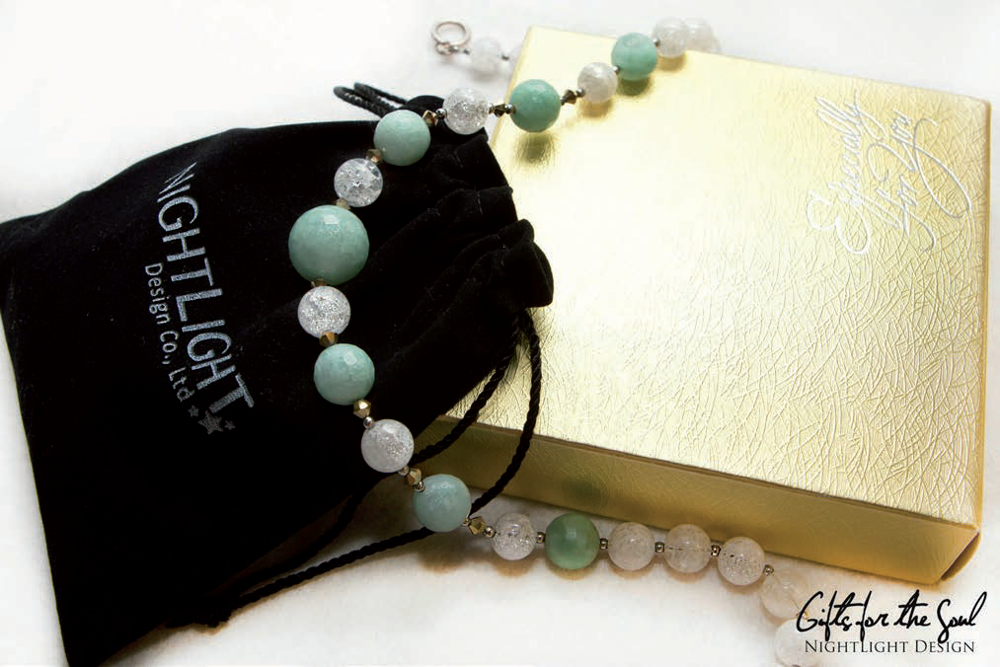 NIGHTLIGHT
Design Co., Ltd
Especially
for You
Gifts for the Soul
NIGHTLIGHT DESIGN